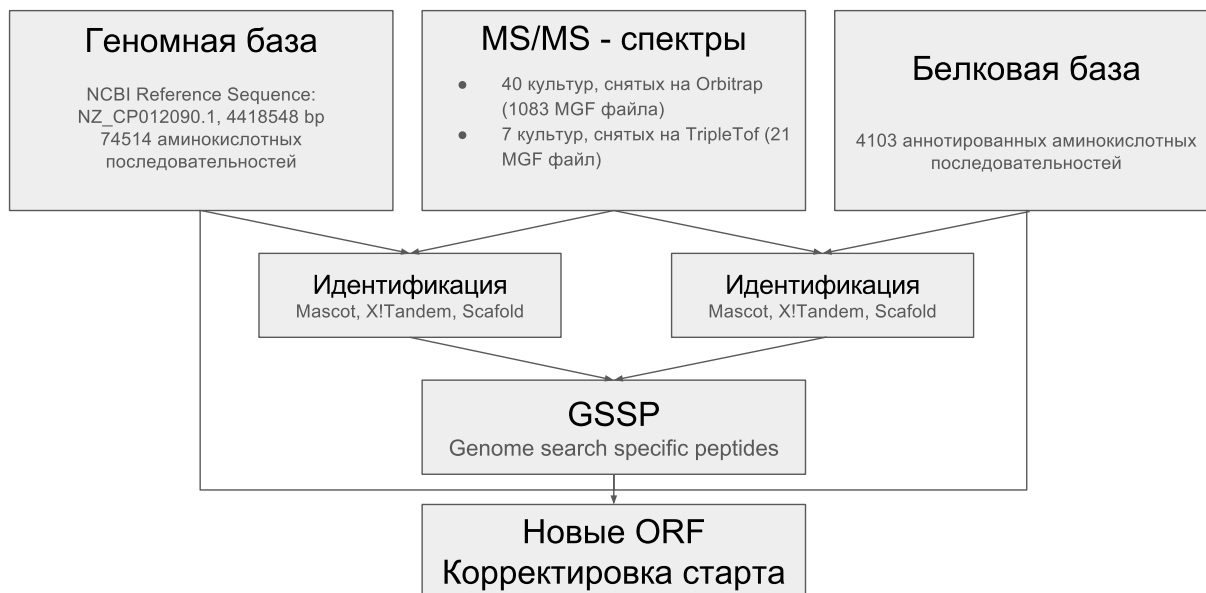 Геномная база
NCBI Reference Sequence:
NZ_CP012090.1, 4418548 bp
74514 аминокислотных
последовательностей
MS/MS - спектры
● 40 культур, снятых на Orbitrap
(1083 MGF файла)
● 7 культур, снятых на TripleTof (21
MGF файл)
Белковая база
4103 аннотированных аминокислотных
последовательностей
Идентификация
Mascot, X!Tandem, Scafold
Идентификация
Mascot, X!Tandem, Scafold
GSSP
Genome search specific peptides
Новые ORF
Корректировка старта